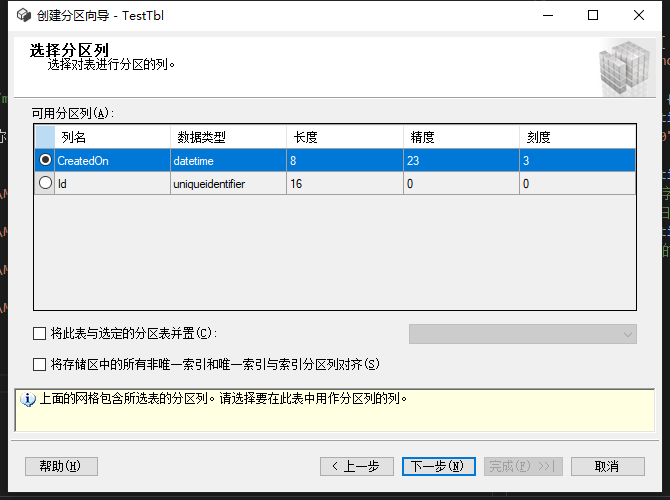 创建分区向导 - TestTbl
选择分区列
选择对表进行分区的列。
可用分区列(A):
列名 数据类型 长度 精度 刻度
CreatedOn datetime 8 23 3
Id uniqueidentifier 16 0 0
将此表与选定的分区表并置(C):
将存储区中的所有非唯一索引和唯一索引与索引分区列对齐(S)
上面的网格包含所选表的分区列。请选择要在此表中用作分区列的列。
帮助(H) < 上一步 下一步(N) 完成(F) >>| 取消